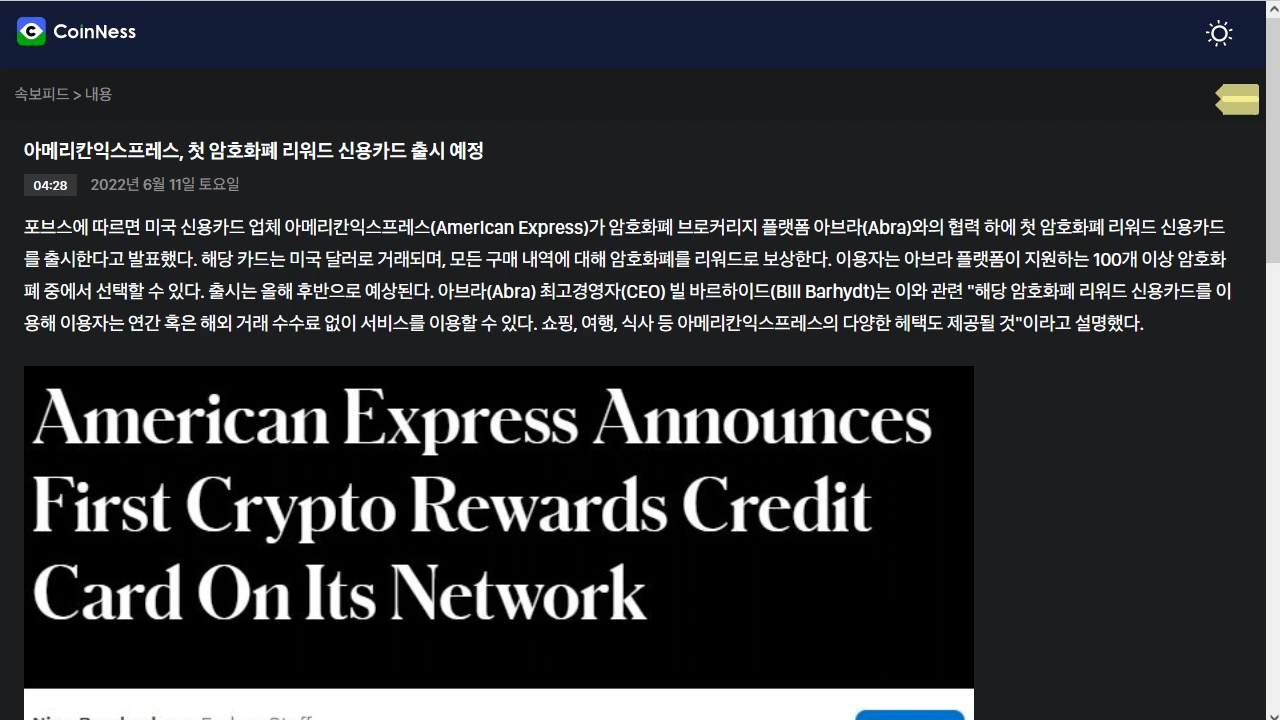 CoinNess
속보피드 > 내용
아메리칸익스프레스, 첫 암호화폐 리워드 신용카드 출시 예정
04:28 2022년 6월 11일 토요일
포브스에 따르면 미국 신용카드 업체 아메리칸익스프레스(American Express)가 암호화폐 브로커리지 플랫폼 아브라(Abra)와의 협력 하에 첫 암호화폐 리워드 신용카드
를 출시한다고 발표했다. 해당 카드는 미국 달러로 거래되며, 모든 구매 내역에 대해 암호화폐를 리워드로 보상한다. 이용자는 아브라 플랫폼이 지원하는 100개 이상 암호화
폐 중에서 선택할 수 있다. 출시는 올해 후반으로 예상된다. 아브라(Abra) 최고경영자(CEO) 빌 바르하이드(Bill Barhydt)는 이와 관련 "해당 암호화폐 리워드 신용카드를 이
용해 이용자는 연간 혹은 해외 거래 수수료 없이 서비스를 이용할 수 있다. 쇼핑, 여행, 식사 등 아메리칸익스프레스의 다양한 헤택도 제공될 것"이라고 설명했다.
American Express Announces
First Crypto Rewards Credit
Card On Its Network